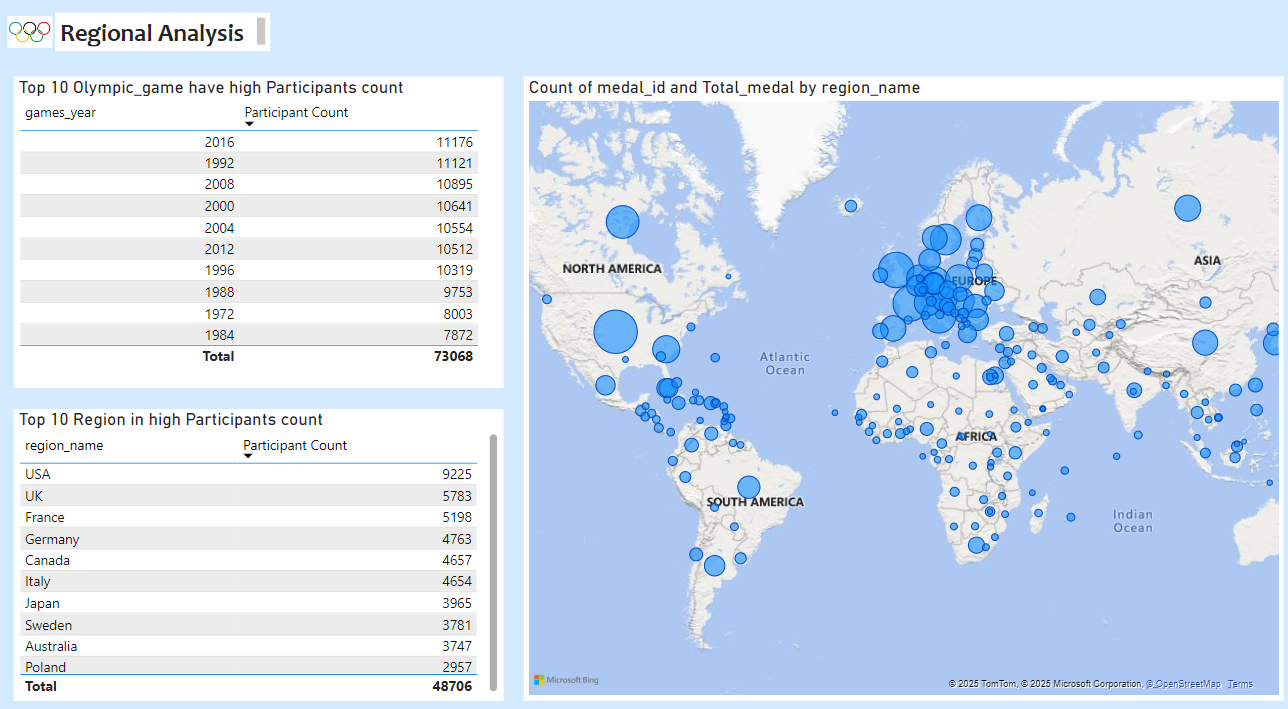 Regional Analysis
Top 10 Olympic_game have high Participants count
games_year Participant Count
2016 11176
1992 11121
2008 10895
2000 10641
2004 10554
2012 10512
1996 10319
1988 9753
1972 8003
1984 7872
Total 73068
Top 10 Region in high Participants count
region_name Participant Count
USA 9225
UK 5783
France 5198
Germany 4763
Canada 4657
Italy 4654
Japan 3965
Sweden 3781
Australia 3747
Poland 2957
Total 48706
Count of medal_id and Total_medal by region_name
NORTH AMERICA
EUROPE
ASIA
Atlantic
Ocean
AFRICA
SOUTH AMERICA
Indian
Ocean
Microsoft Bing
© 2025 TomTom, © 2025 Microsoft Corporation, © OpenStreetMap Terms